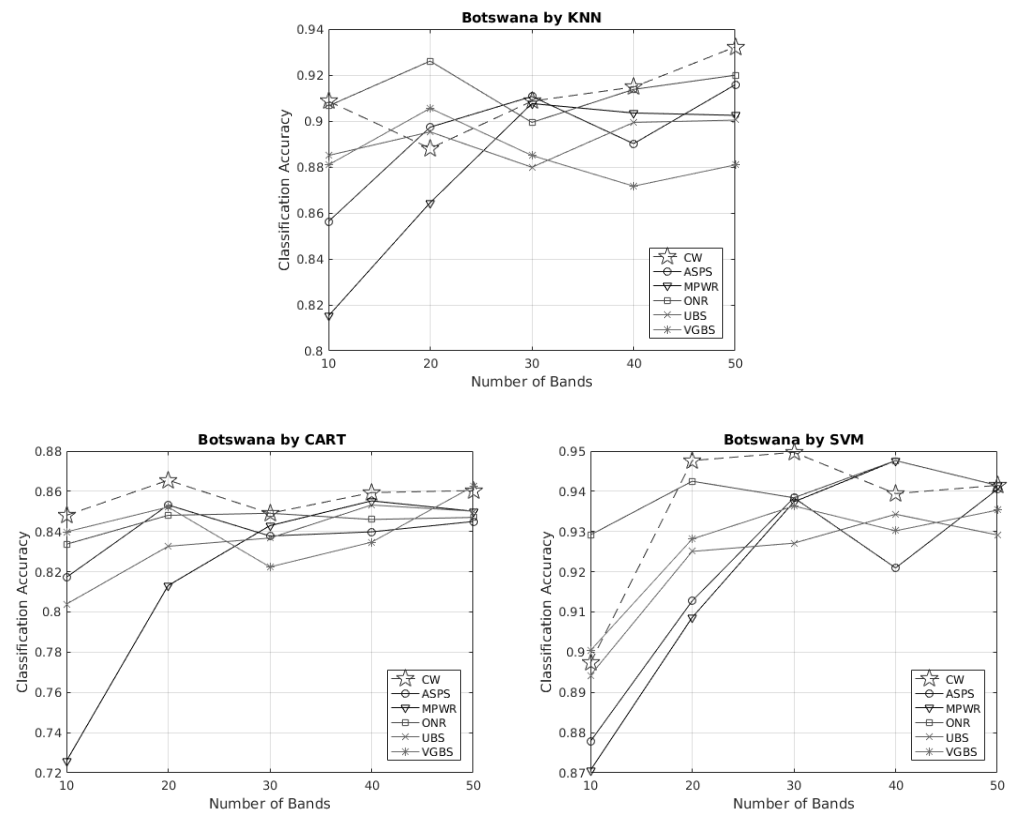 Botswana by KNN
Classification Accuracy
0.94
0.92
0.9
0.88
0.86
0.84
0.82
0.8
10 20 30 40 50
Number of Bands
CW
ASPS
MPWR
ONR
UBS
VGBS
Botswana by CART
Classification Accuracy
0.88
0.86
0.84
0.82
0.8
0.78
0.76
0.74
0.72
10 20 30 40 50
Number of Bands
CW
ASPS
MPWR
ONR
UBS
VGBS
Botswana by SVM
Classification Accuracy
0.95
0.94
0.93
0.92
0.91
0.9
0.89
0.88
0.87
10 20 30 40 50
Number of Bands
CW
ASPS
MPWR
ONR
UBS
VGBS